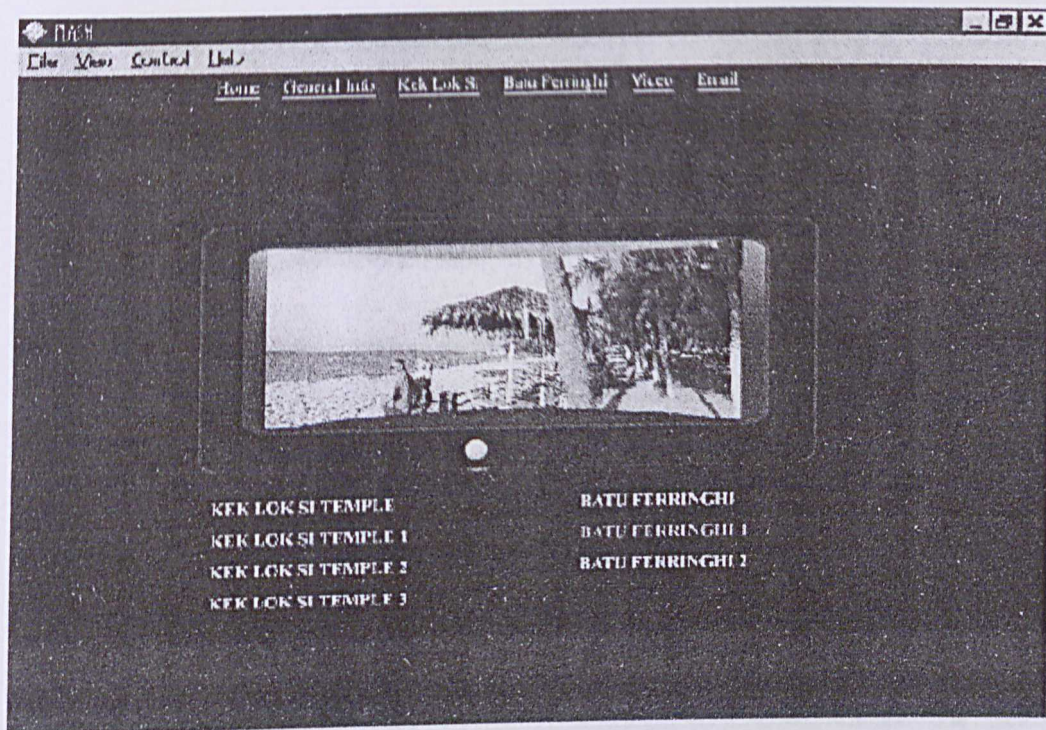 FLASH
File View Control Help
Home General Info Kek Lok Si Batu Ferringhi Video Email
KEK LOK SI TEMPLE BATU FERRINGHI
KEK LOK SI TEMPLE 1 BATU FERRINGHI 1
KEK LOK SI TEMPLE 2 BATU FERRINGHI 2
KEK LOK SI TEMPLE 3